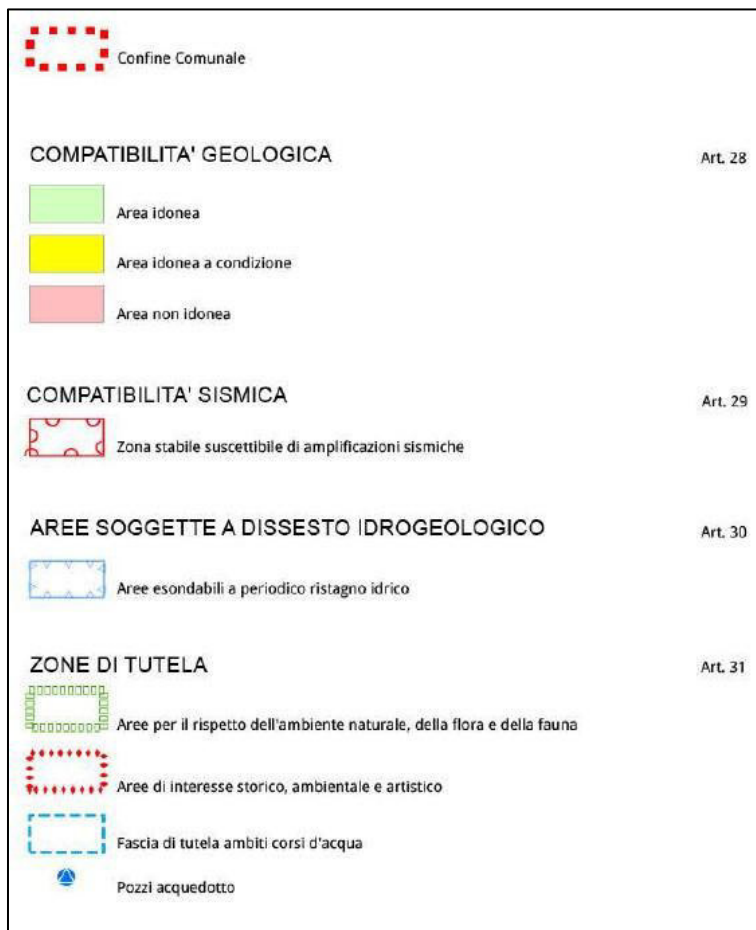 Confine Comunale
COMPATIBILITA' GEOLOGICA Art. 28
Area idonea
Area idonea a condizione
Area non idonea
COMPATIBILITA' SISMICA Art. 29
Zona stabile suscettibile di amplificazioni sismiche
AREE SOGGETTE A DISSESTO IDROGEOLOGICO Art. 30
Aree esondabili a periodico ristagno idrico
ZONE DI TUTELA Art. 31
Aree per il rispetto dell'ambiente naturale, della flora e della fauna
Aree di interesse storico, ambientale e artistico
Fascia di tutela ambiti corsi d'acqua
Pozzi acquedotto